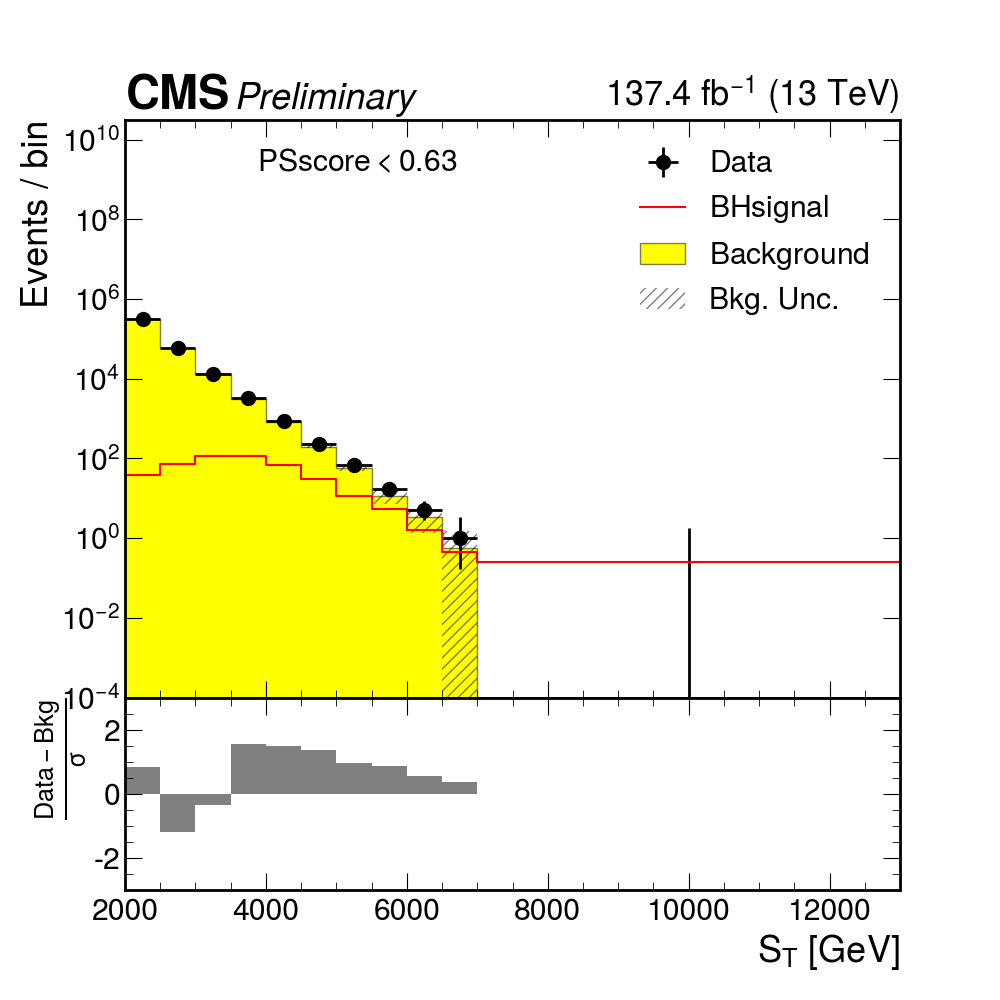 CMS Preliminary 137.4 fb⁻¹ (13 TeV)
Events / bin
PSscore < 0.63
Data
BHsignal
Background
Bkg. Unc.
10¹⁰
10⁸
10⁶
10⁴
10²
10⁰
10⁻²
10⁻⁴
Data – Bkg
σ
2
0
-2
2000 4000 6000 8000 10000 12000
S_T [GeV]